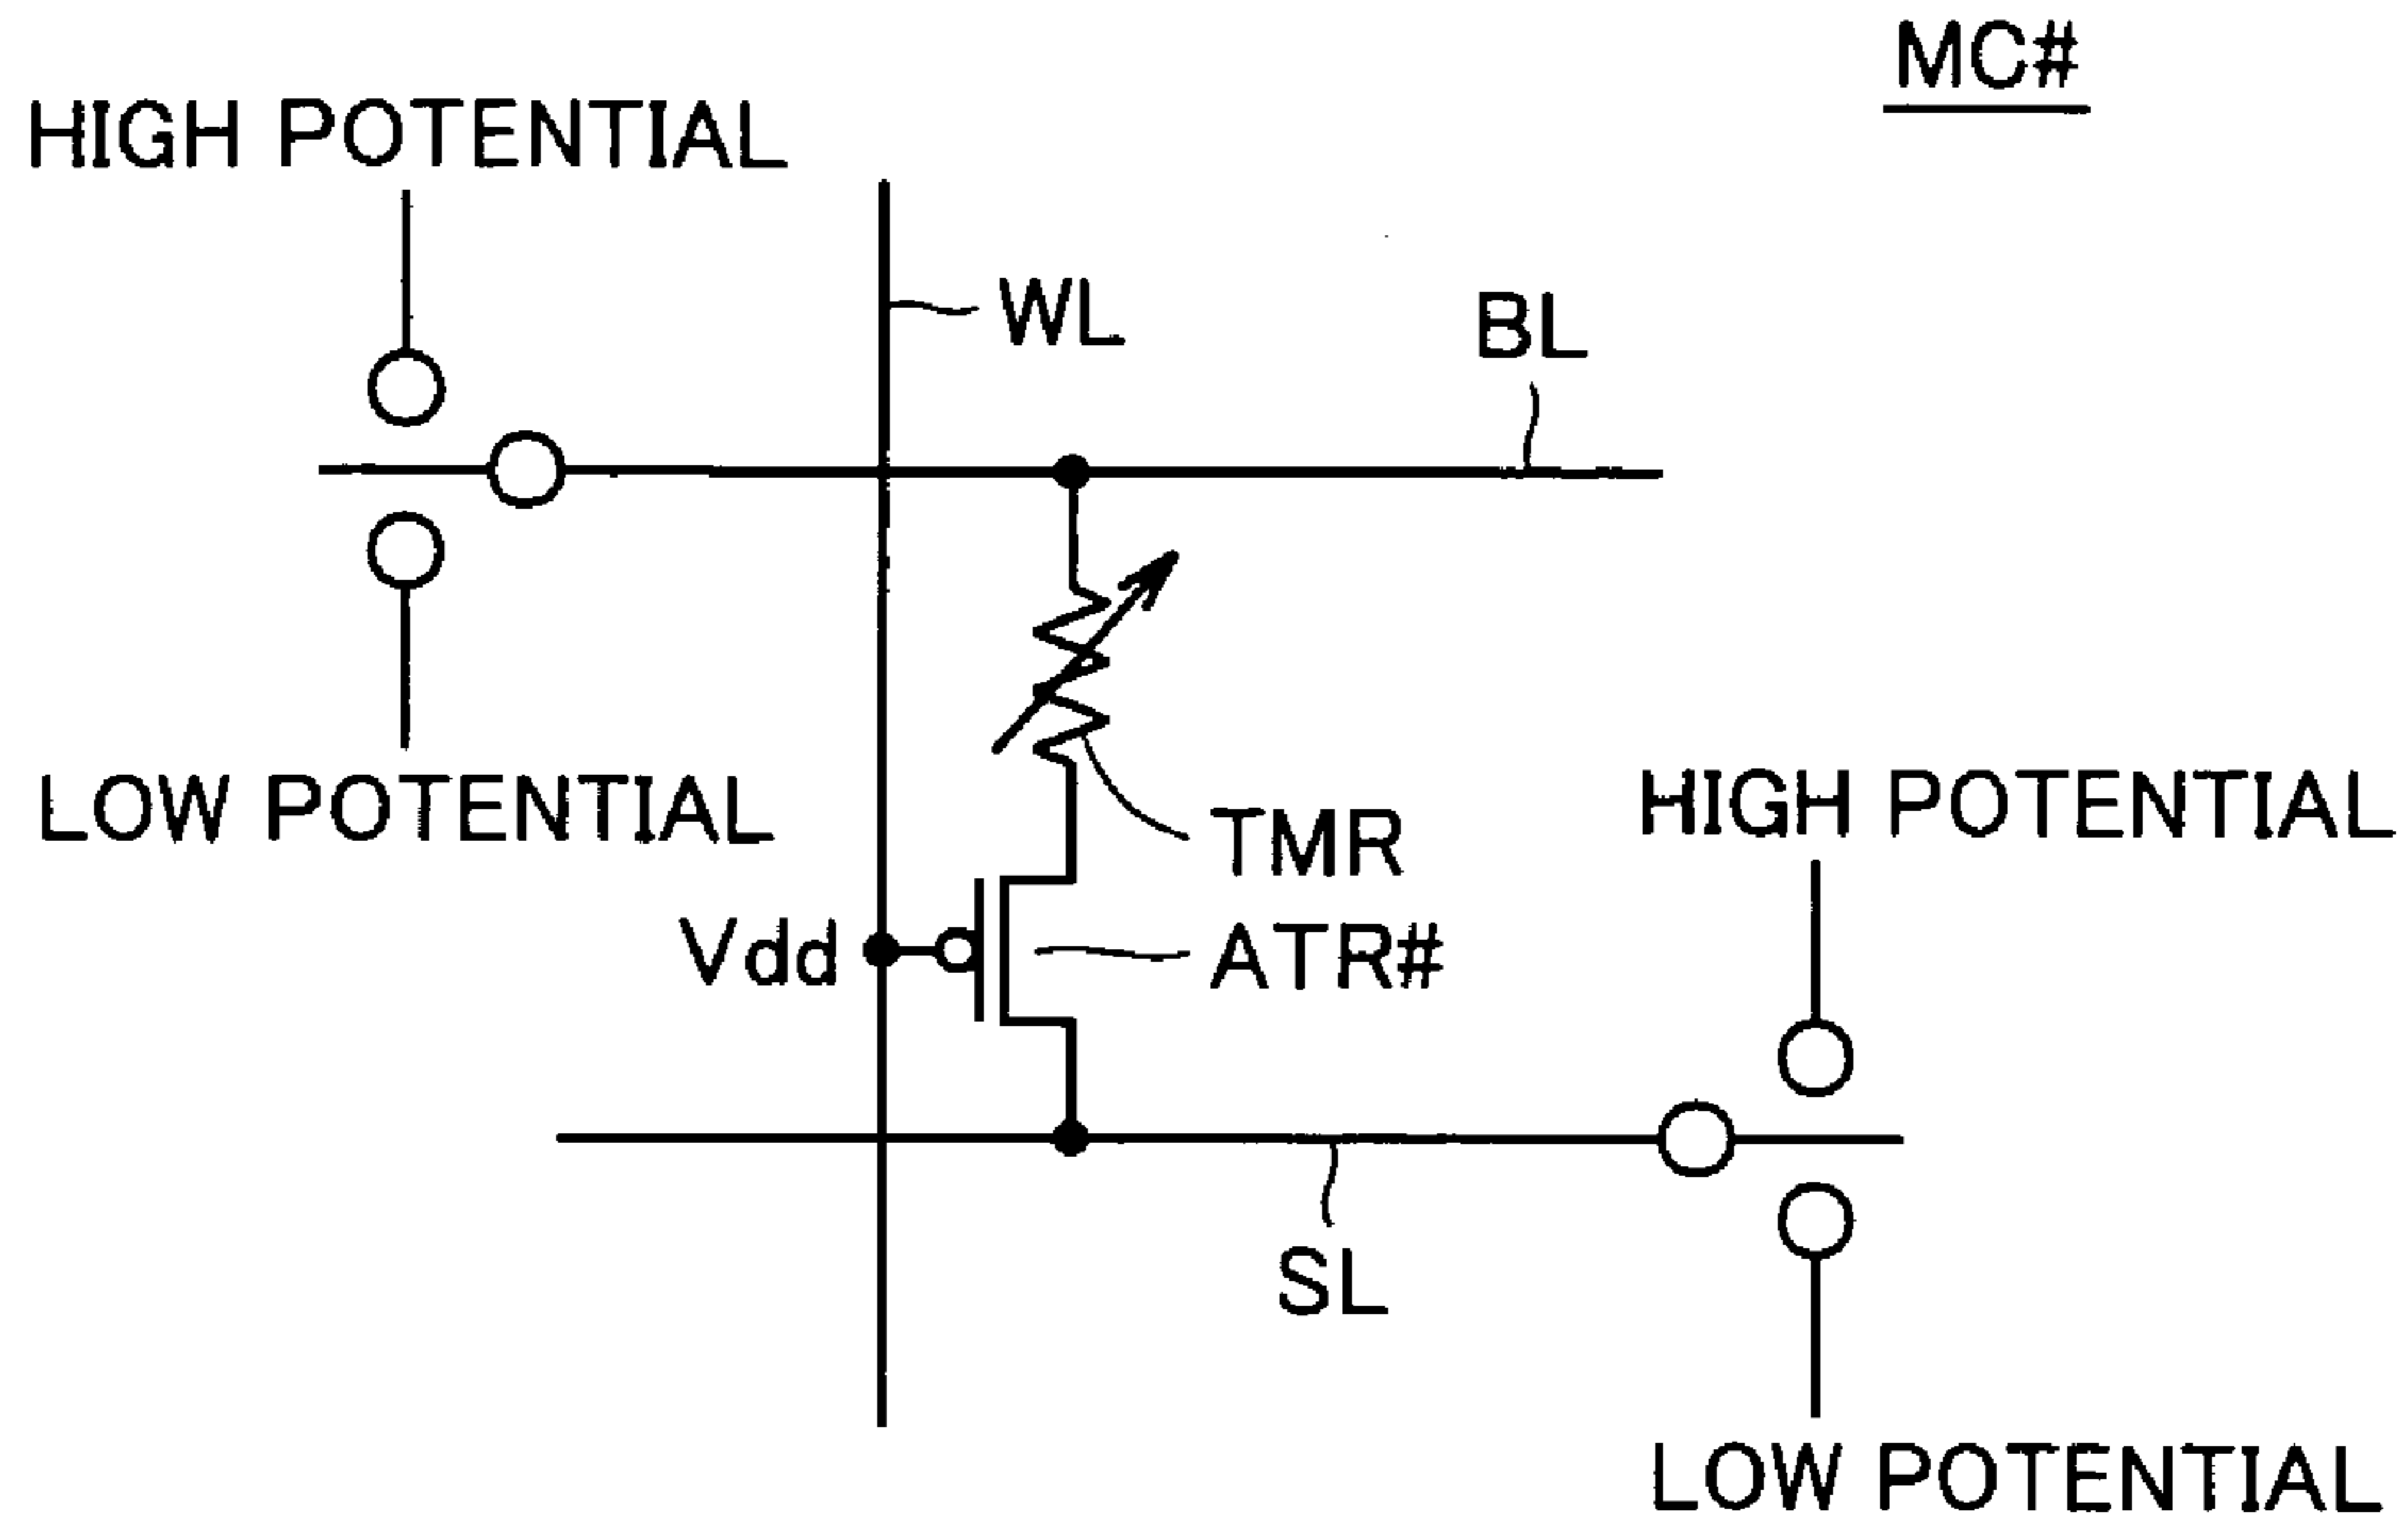 MC#
HIGH POTENTIAL
WL
BL
LOW POTENTIAL
HIGH POTENTIAL
TMR
Vdd
ATR#
SL
LOW POTENTIAL